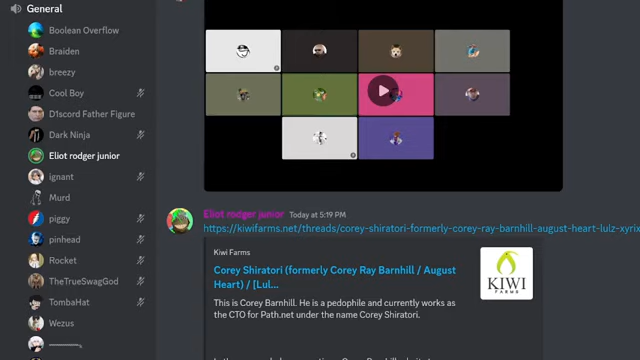 General
Boolean Overflow
Braiden
breezy
Cool Boy
D1scord Father Figure
Dark Ninja
Eliot rodger junior
ignant
Murd
piggy
pinhead
Rocket
TheTrueSwagGod
TombaHat
Wezus
Eliot rodger junior Today at 5:19 PM
https://kiwifarms.net/threads/corey-shiratori-formerly-corey-ray-barnhill-august-heart-lulz-xyrix
Kiwi Farms
Corey Shiratori (formerly Corey Ray Barnhill / August
Heart) / [Lul...
This is Corey Barnhill. He is a pedophile and currently works as
the CTO for Path.net under the name Corey Shiratori.
KIWI
FARMS